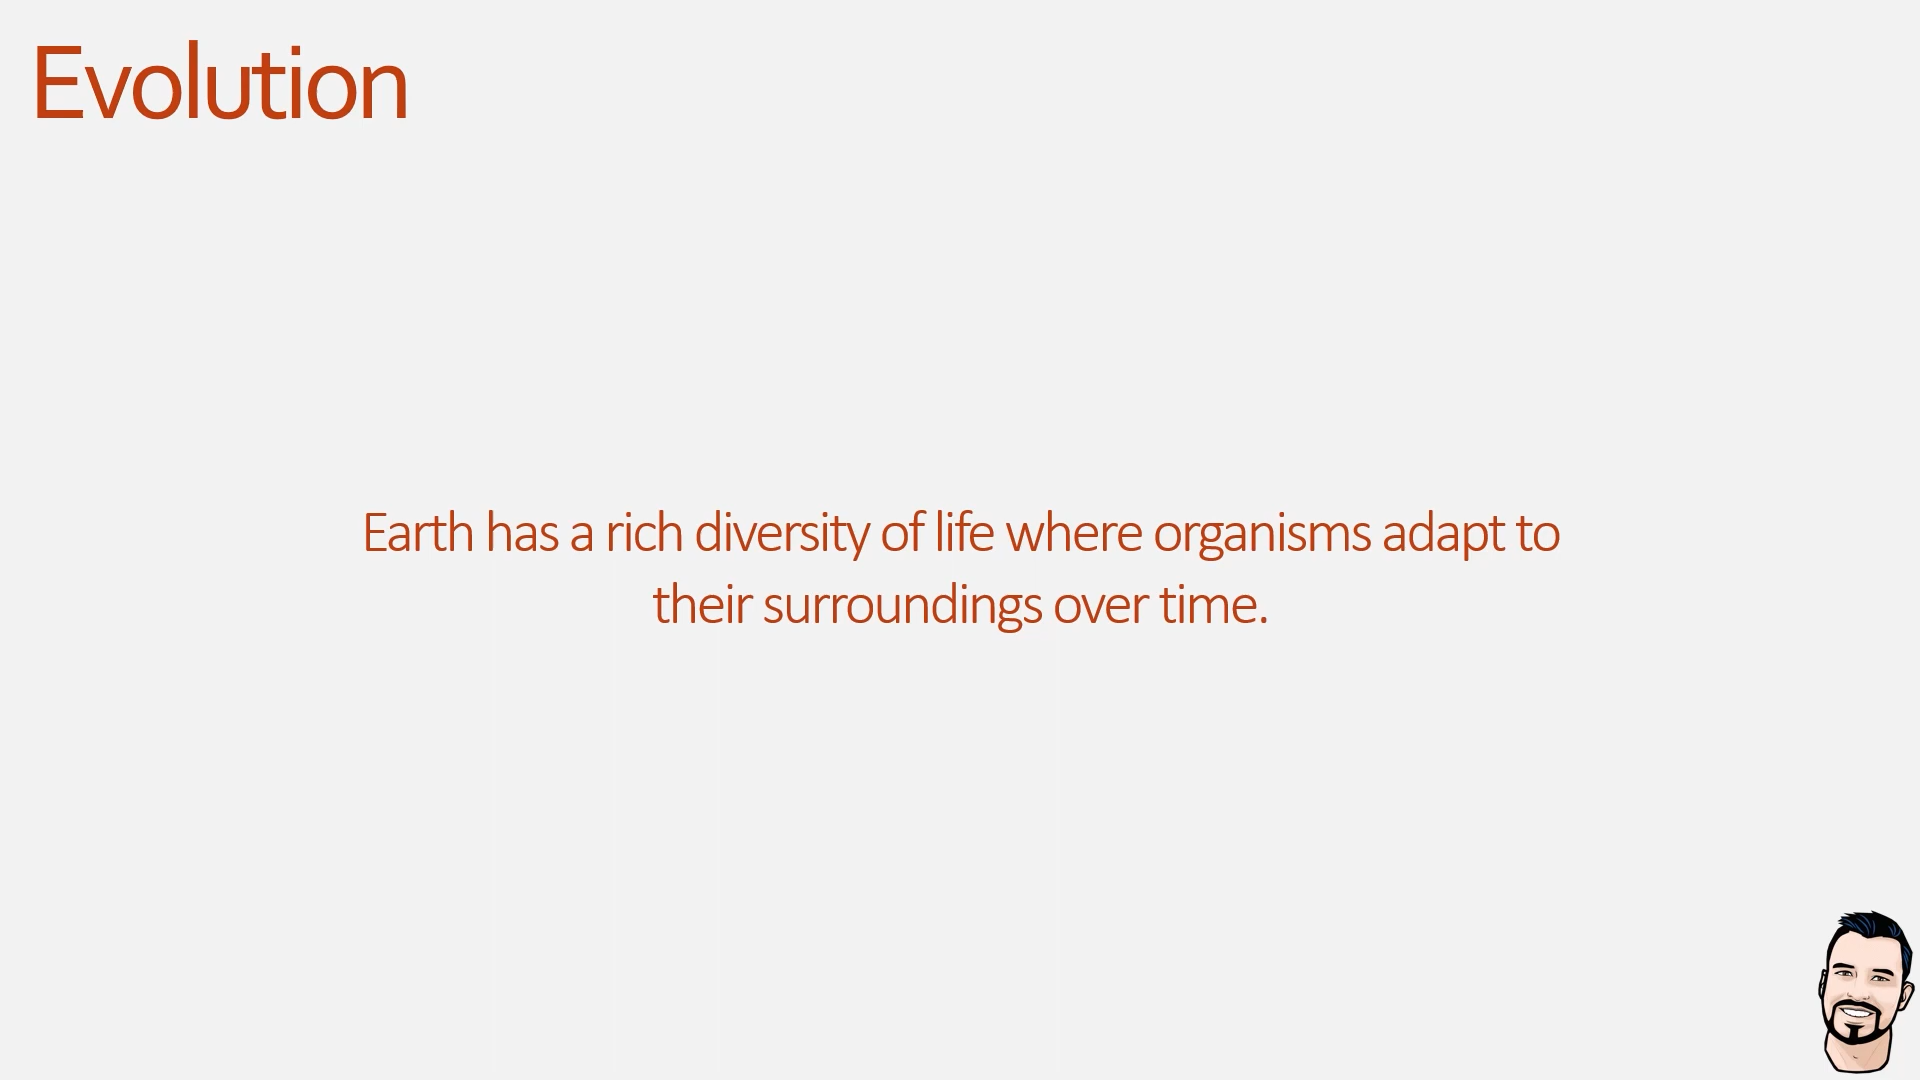 Evolution
Earth has a rich diversity of life where organisms adapt to
their surroundings over time.